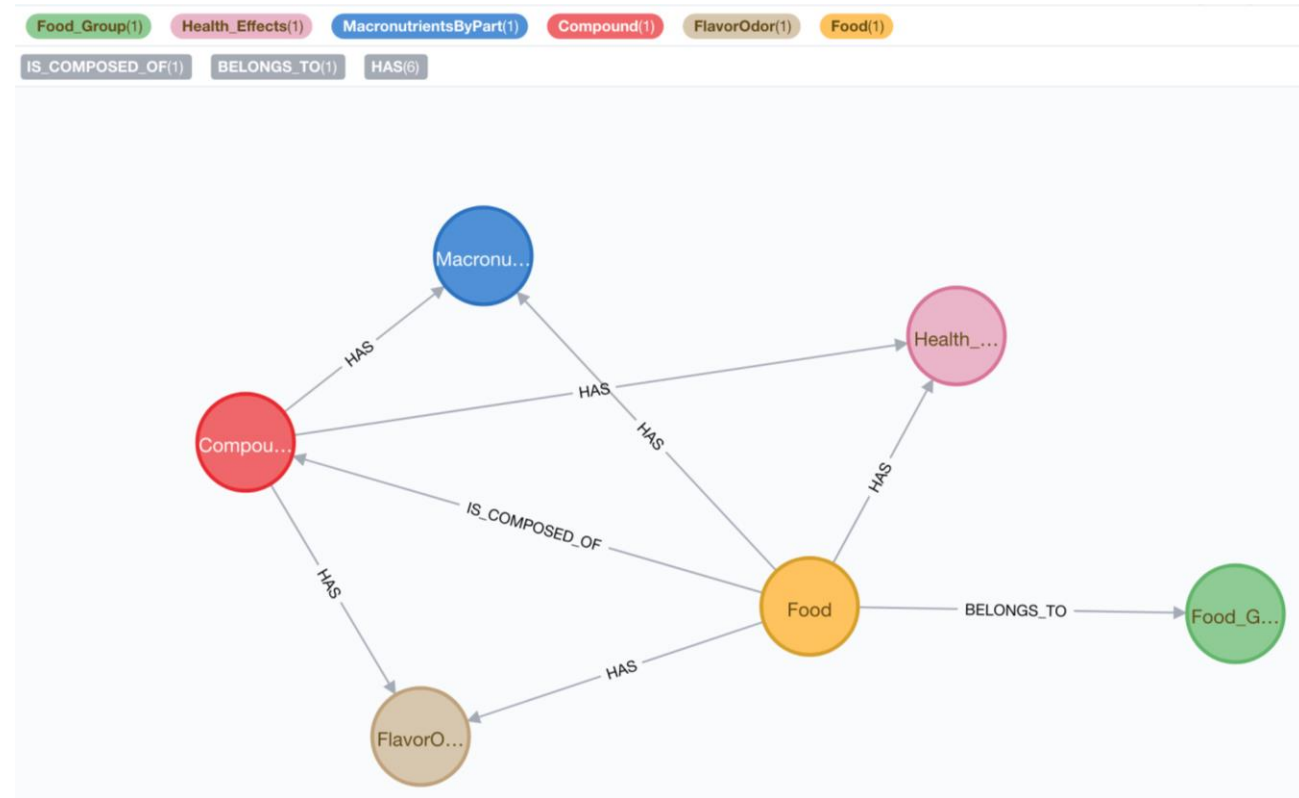 Food_Group(1) Health_Effects(1) MacronutrientsByPart(1) Compound(1) FlavorOdor(1) Food(1)
IS_COMPOSED_OF(1) BELONGS_TO(1) HAS(6)
Macronu...
HAS
Health_...
HAS
HAS
Compou...
HAS
IS_COMPOSED_OF
HAS
Food
BELONGS_TO
Food_G...
HAS
FlavorO...